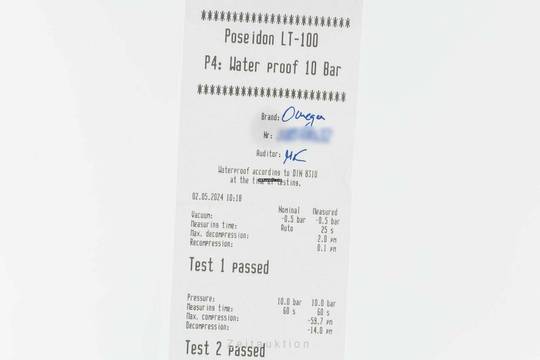 ************************
Poseidon LT-100
P4: Water proof 10 Bar
************************
Brand: Omega
Nr:
Auditor: MK
Waterproof according to DIN 8310
at the time of testing.
02.05.2024 10:18
Nominal Measured
Vacuum: -0.5 bar -0.5 bar
Measuring time: Auto 25 s
Max. decompression: 2.0 µm
Recompression: 0.1 µm
Test 1 passed
Pressure: 10.0 bar 10.0 bar
Measuring time: 60 s 60 s
Max. compression: -59.7 µm
Decompression: -14.0 µm
Test 2 passed
Zeitauktion